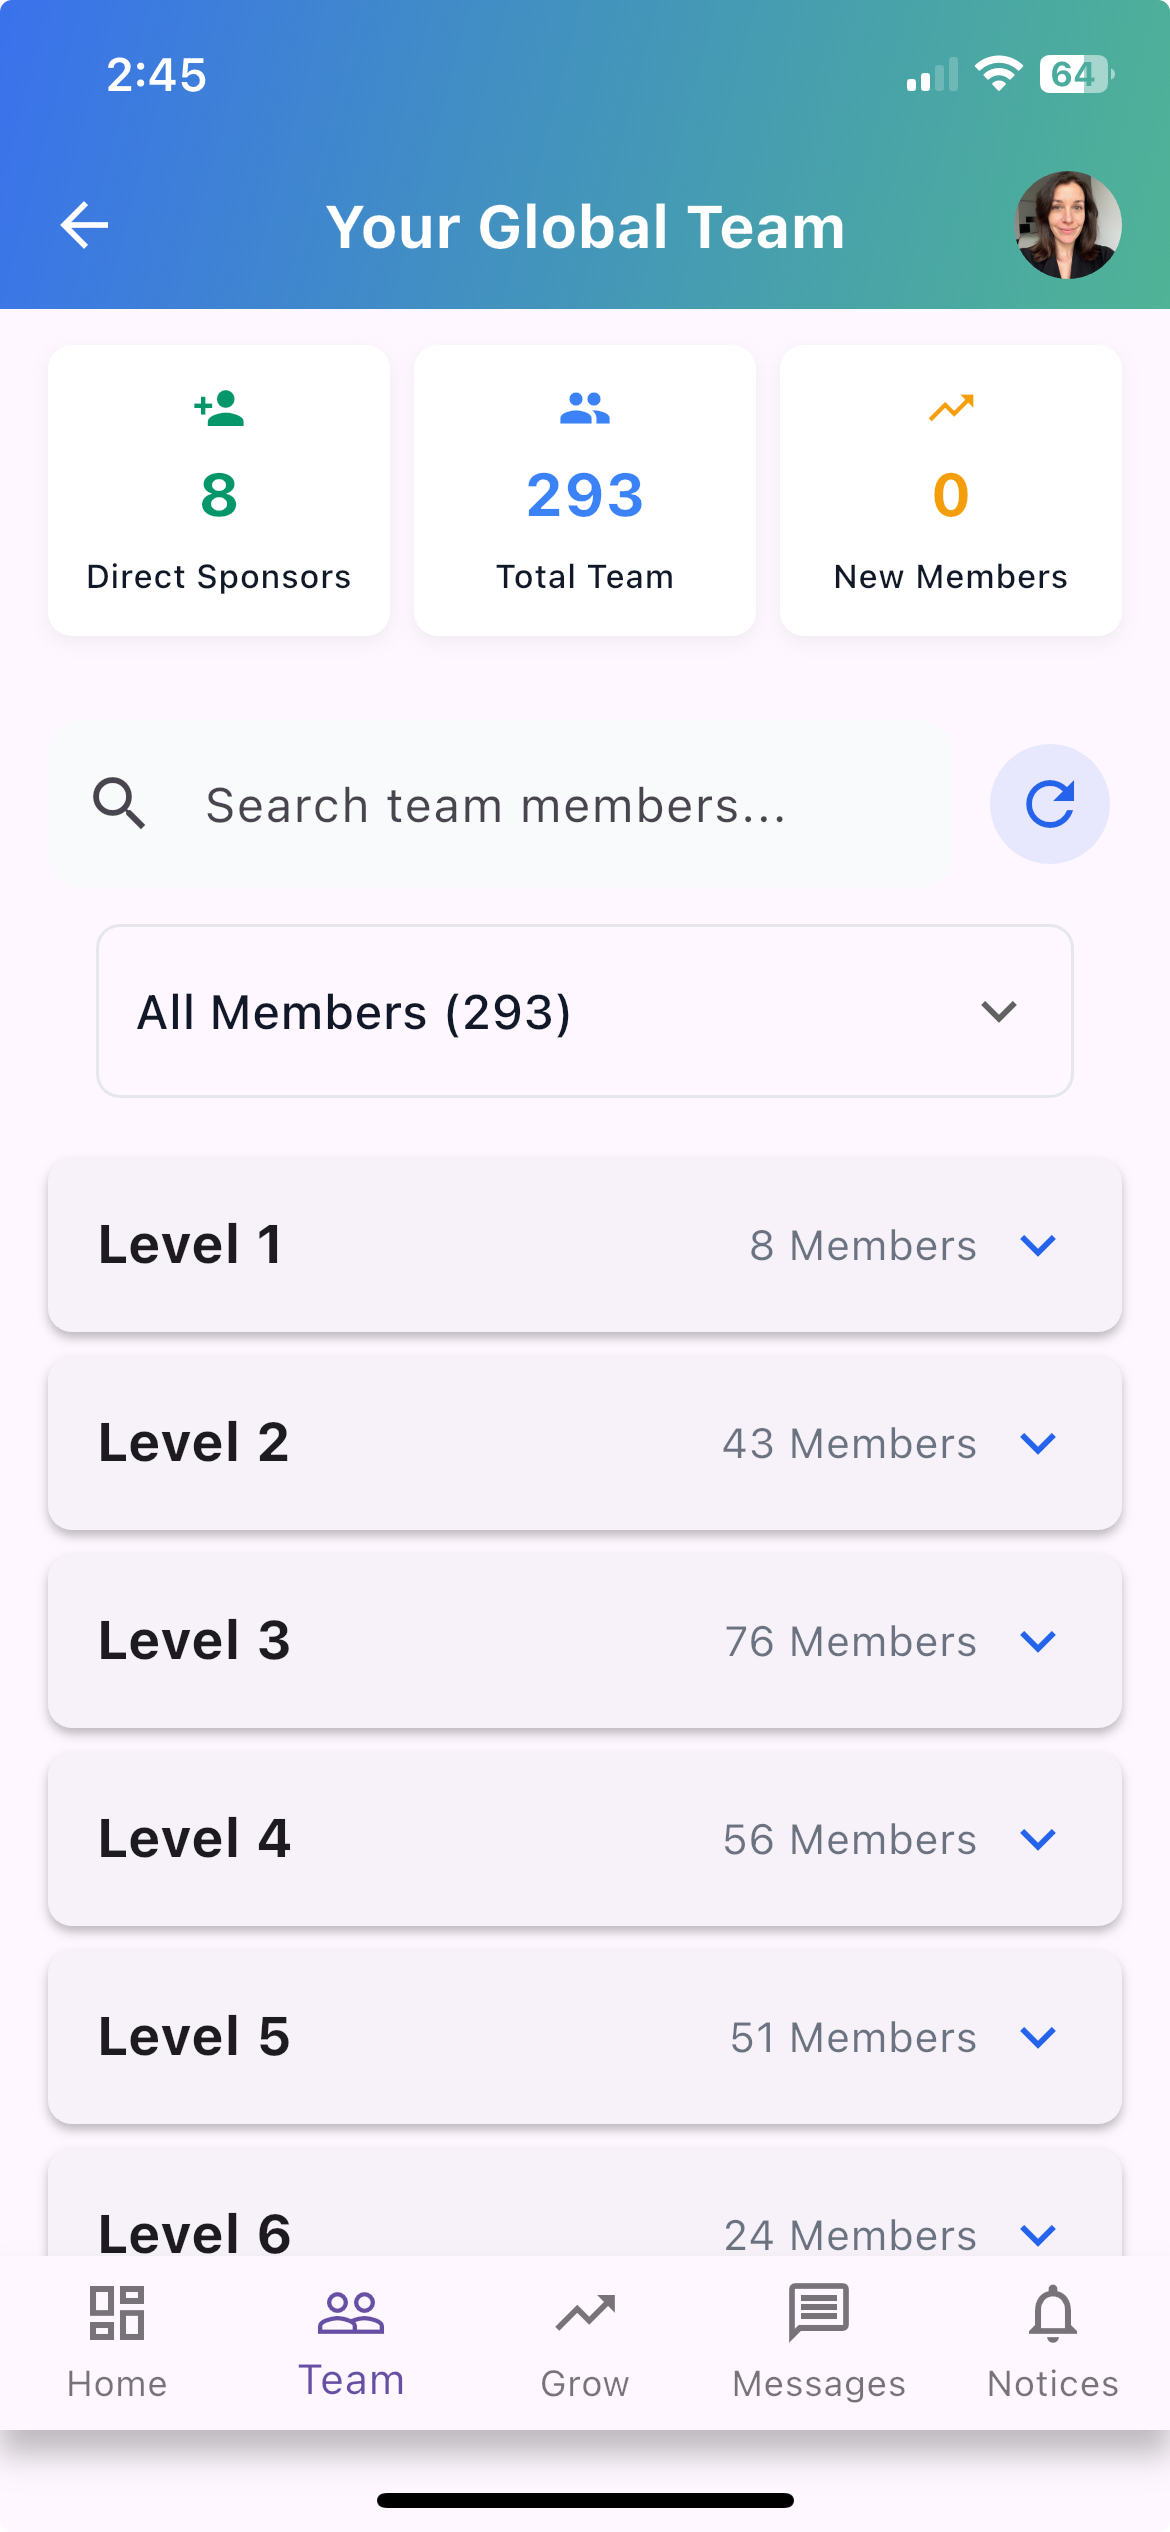 2:45
64
Your Global Team
8
293
0
Direct Sponsors
Total Team
New Members
Search team members...
All Members (293)
Level 1
8 Members
Level 2
43 Members
Level 3
76 Members
Level 4
56 Members
Level 5
51 Members
Level 6
24 Members
Home
Team
Grow
Messages
Notices